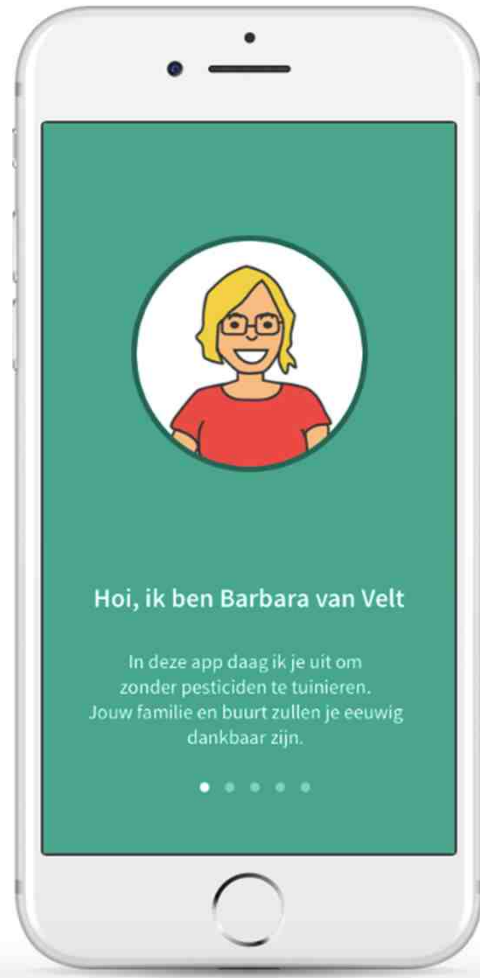 Hoi, ik ben Barbara van Velt
In deze app daag ik je uit om
zonder pesticiden te tuinieren.
Jouw familie en buurt zullen je eeuwig
dankbaar zijn.